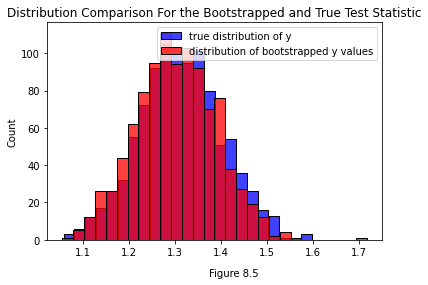 Distribution Comparison For the Bootstrapped and True Test Statistic
true distribution of y
distribution of bootstrapped y values
100
80
60
40
20
0
Count
1.1 1.2 1.3 1.4 1.5 1.6 1.7
Figure 8.5